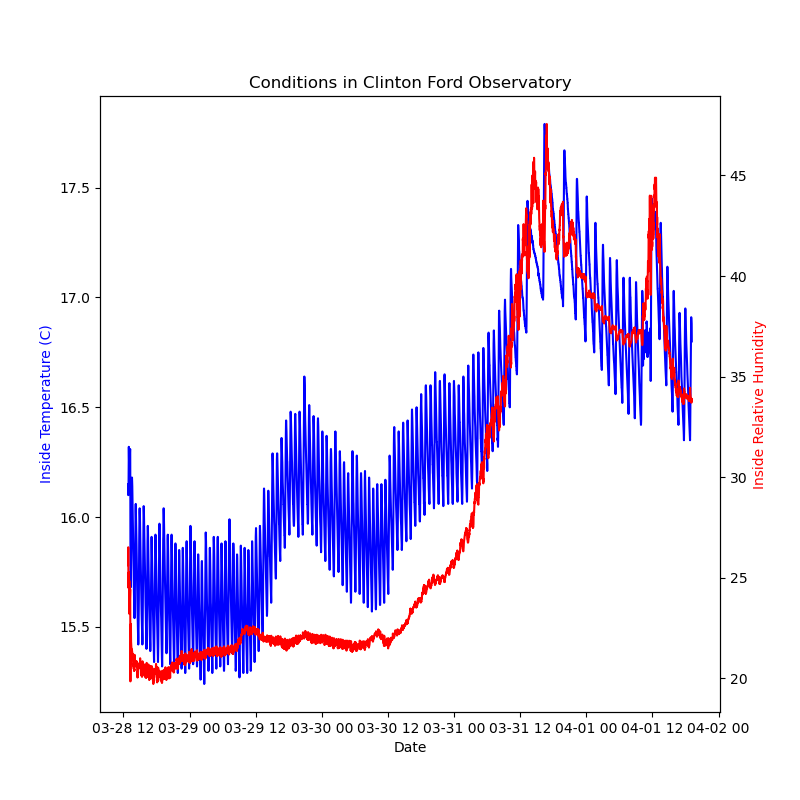 Conditions in Clinton Ford Observatory
17.5
17.0
16.5
16.0
15.5
Inside Temperature (C)
45
40
35
30
25
20
Inside Relative Humidity
03-28 12 03-29 00 03-29 12 03-30 00 03-30 12 03-31 00 03-31 12 04-01 00 04-01 12 04-02 00
Date